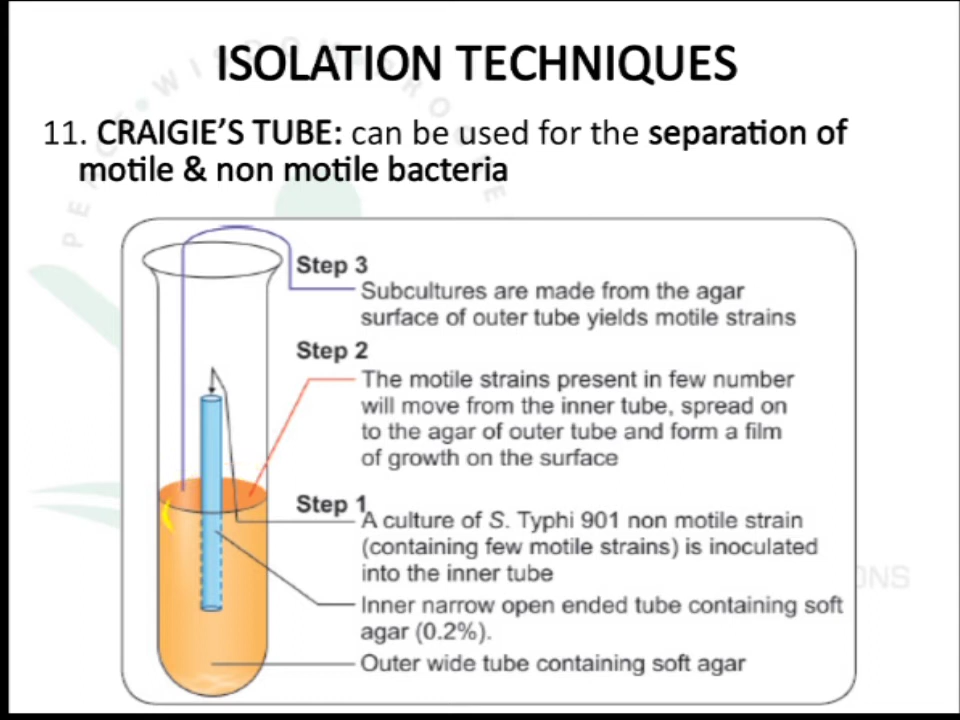 ISOLATION TECHNIQUES
11. CRAIGIE'S TUBE: can be used for the separation of
motile & non motile bacteria
Step 3
Subcultures are made from the agar
surface of outer tube yields motile strains
Step 2
The motile strains present in few number
will move from the inner tube, spread on
to the agar of outer tube and form a film
of growth on the surface
Step 1
A culture of S. Typhi 901 non motile strain
(containing few motile strains) is inoculated
into the inner tube
Inner narrow open ended tube containing soft
agar (0.2%).
Outer wide tube containing soft agar